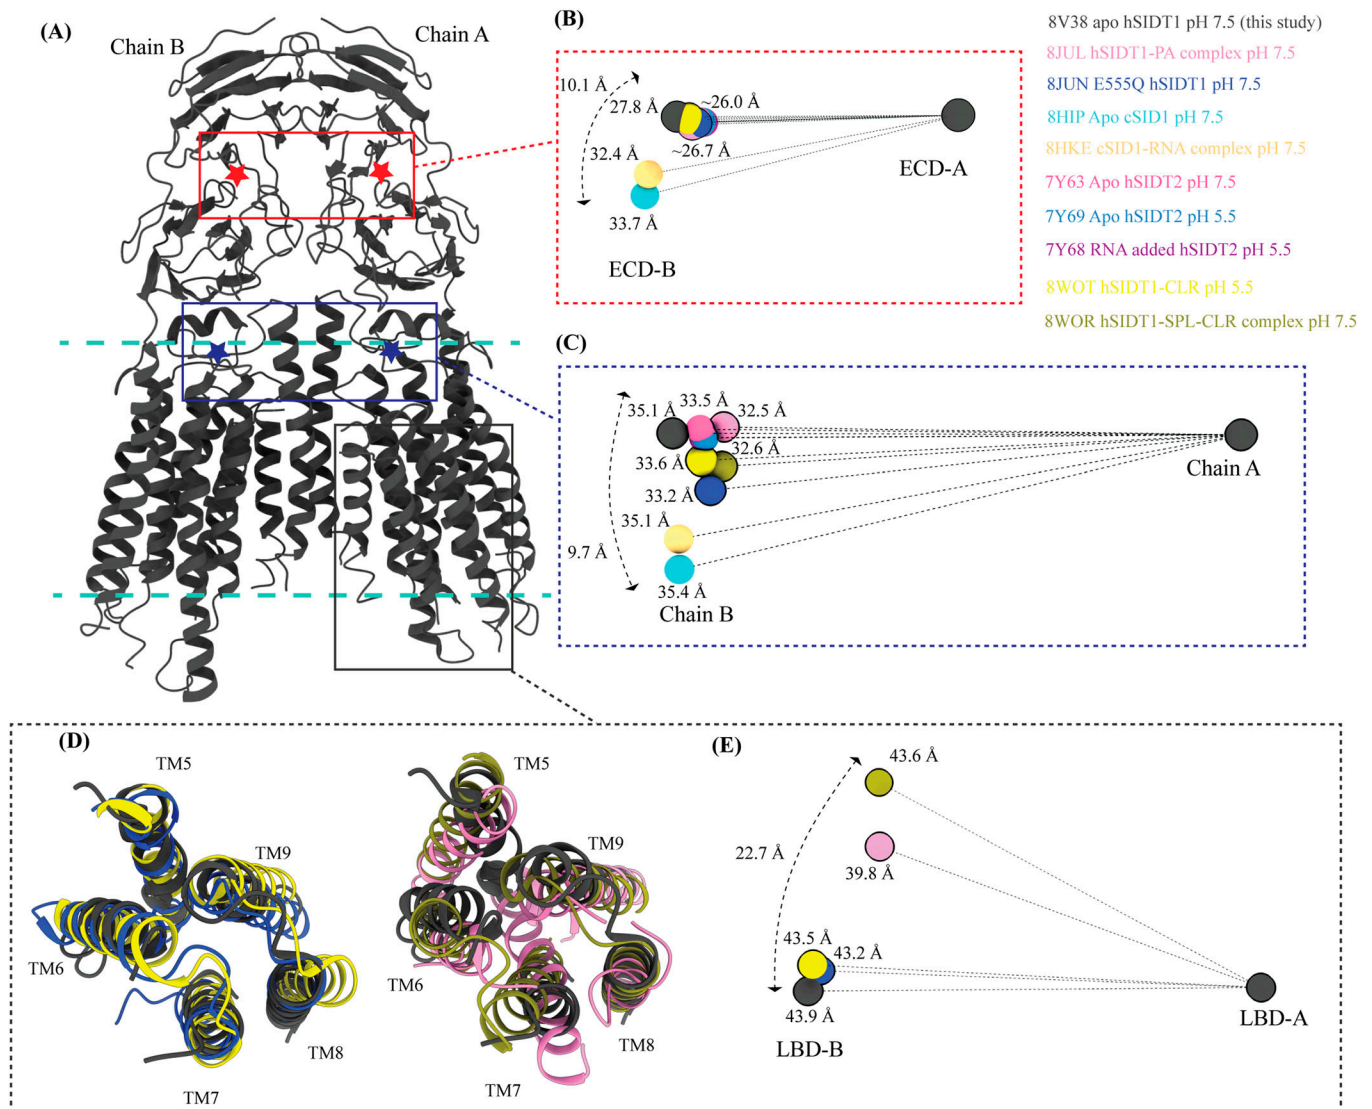 (A)
Chain B
Chain A
(B)
10.1 Å
27.8 Å
~26.0 Å
~26.7 Å
32.4 Å
33.7 Å
ECD-A
ECD-B
8V38 apo hSIDT1 pH 7.5 (this study)
8JUL hSIDT1-PA complex pH 7.5
8JUN E555Q hSIDT1 pH 7.5
8HIP Apo cSID1 pH 7.5
8HKE cSID1-RNA complex pH 7.5
7Y63 Apo hSIDT2 pH 7.5
7Y69 Apo hSIDT2 pH 5.5
7Y68 RNA added hSIDT2 pH 5.5
8WOT hSIDT1-CLR pH 5.5
8WOR hSIDT1-SPL-CLR complex pH 7.5
(C)
35.1 Å
33.5 Å
32.5 Å
32.6 Å
33.6 Å
33.2 Å
35.1 Å
9.7 Å
35.4 Å
Chain A
Chain B
(D)
TM5
TM9
TM6
TM8
TM7
TM5
TM9
TM6
TM8
TM7
(E)
43.6 Å
22.7 Å
39.8 Å
43.5 Å
43.2 Å
43.9 Å
LBD-A
LBD-B